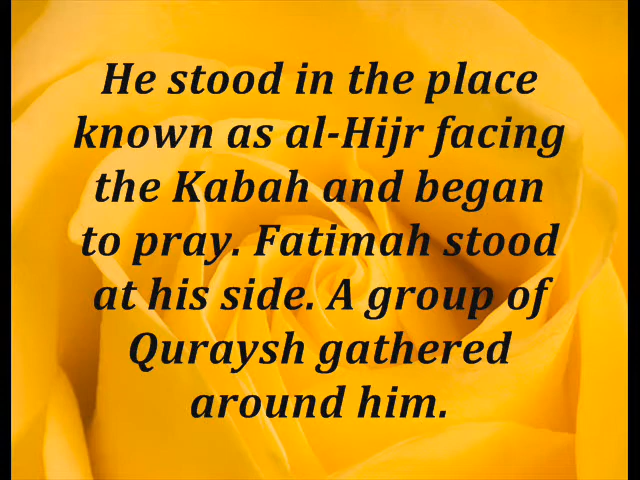 He stood in the place
known as al-Hijr facing
the Kabah and began
to pray. Fatimah stood
at his side. A group of
Quraysh gathered
around him.